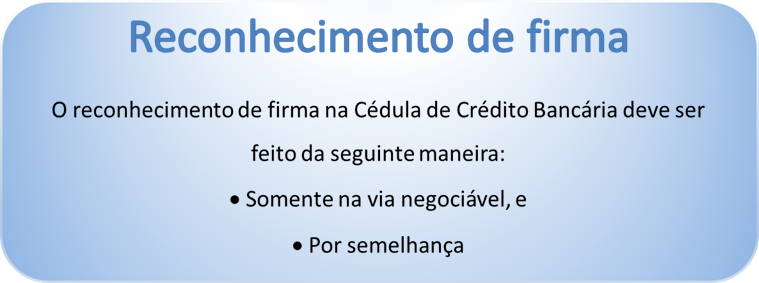 Reconhecimento de firma
O reconhecimento de firma na Cédula de Crédito Bancária deve ser
feito da seguinte maneira:
• Somente na via negociável, e
• Por semelhança